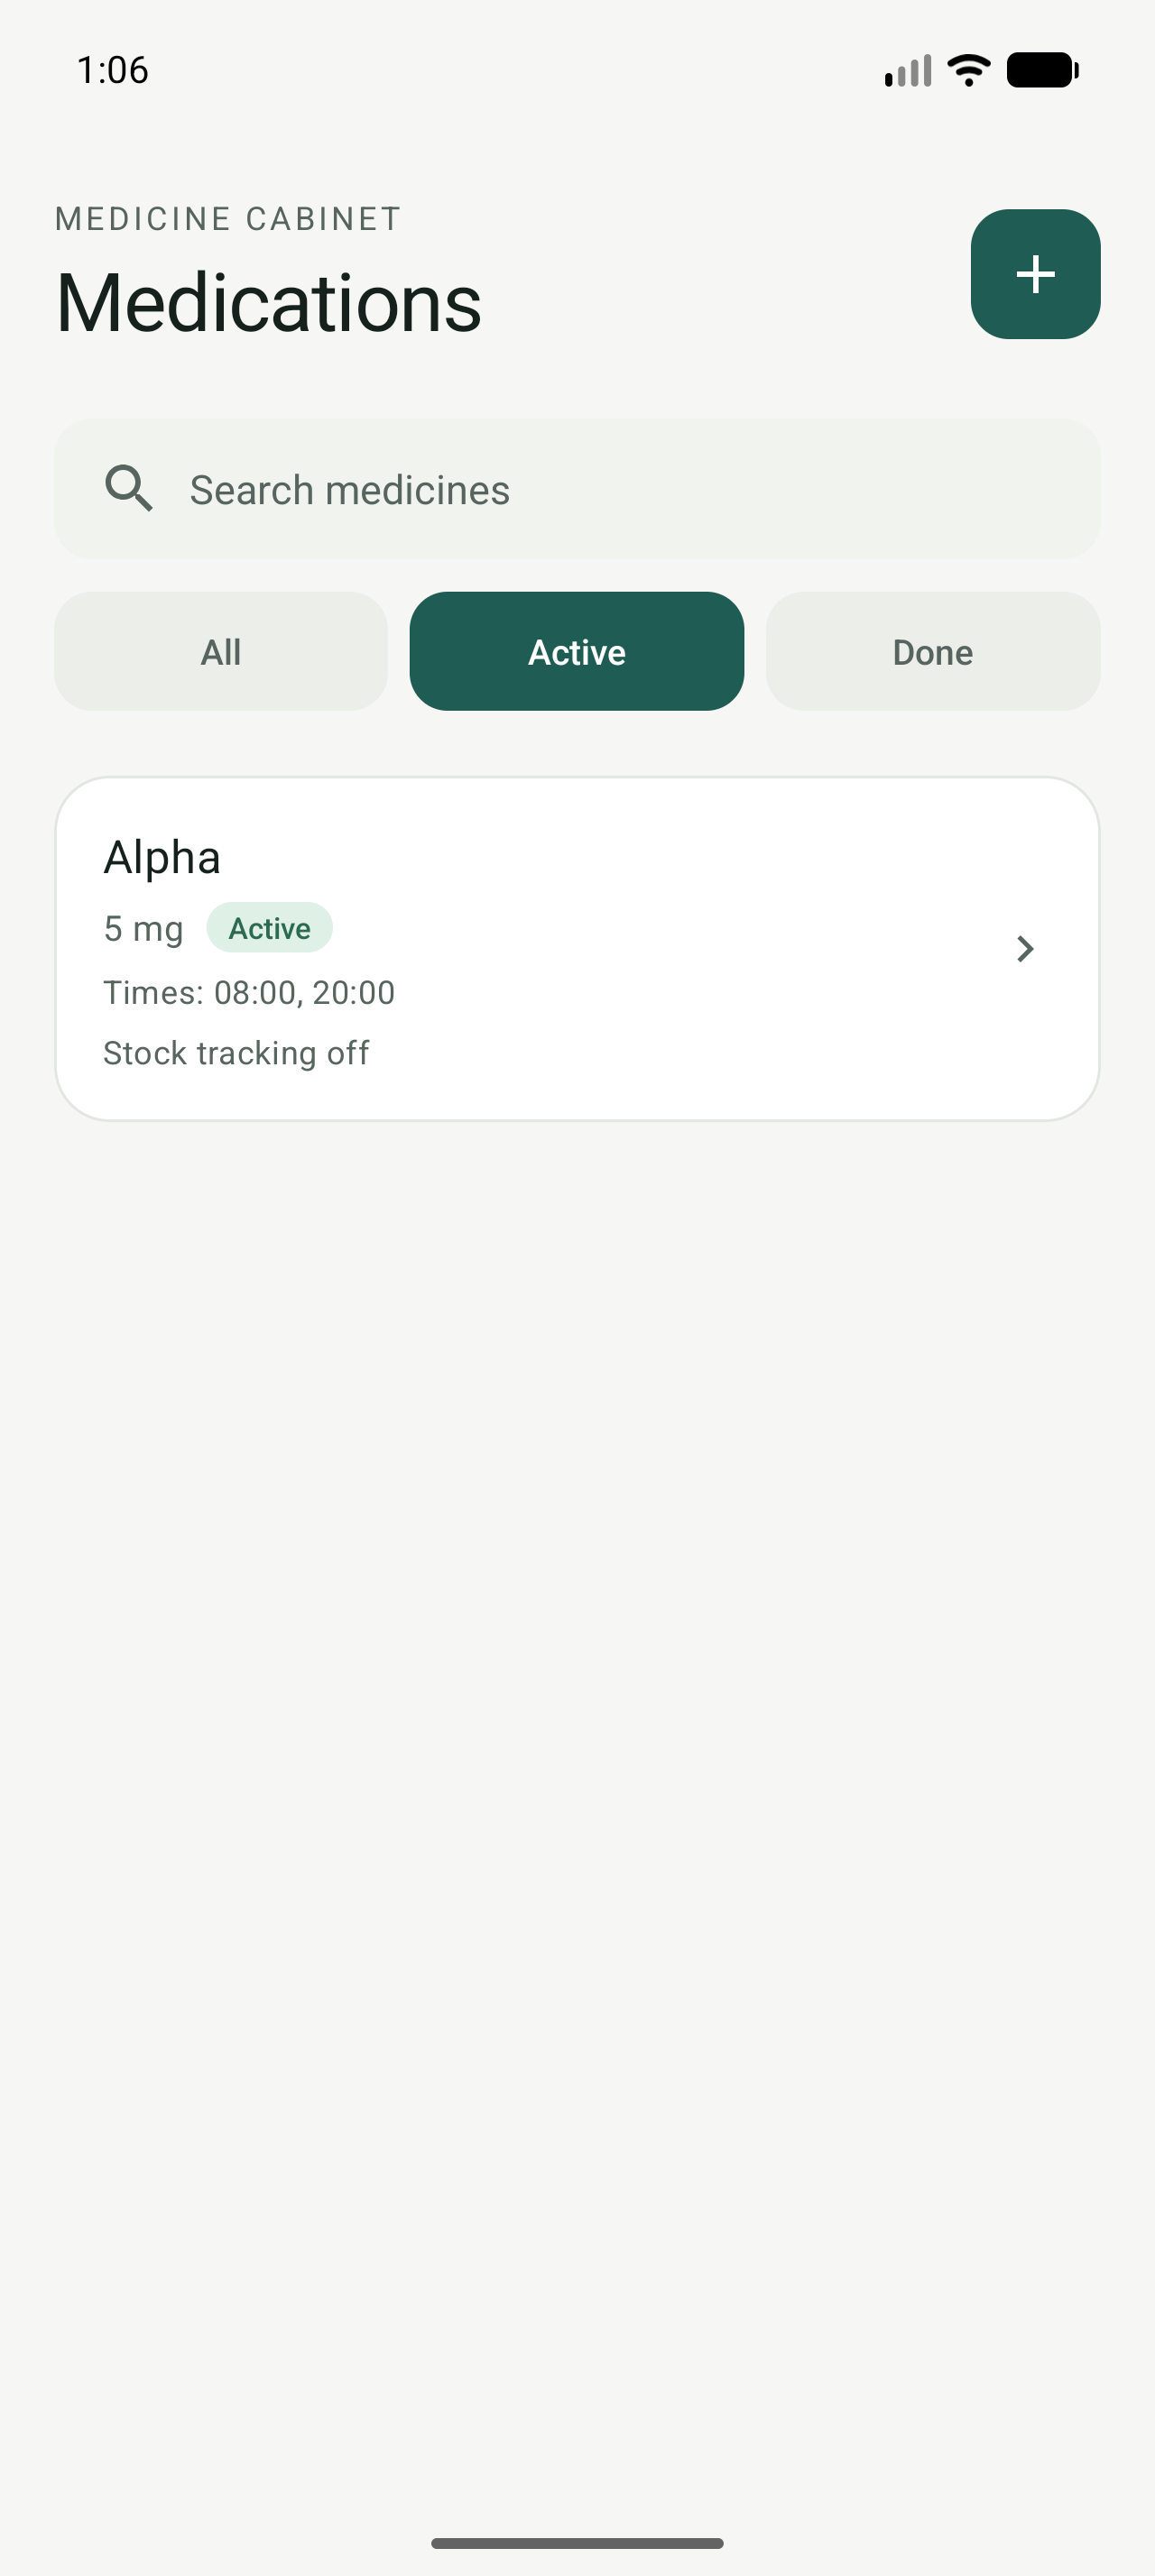 1:06
MEDICINE CABINET
Medications
Search medicines
All Active Done
Alpha
5 mg Active
Times: 08:00, 20:00
Stock tracking off